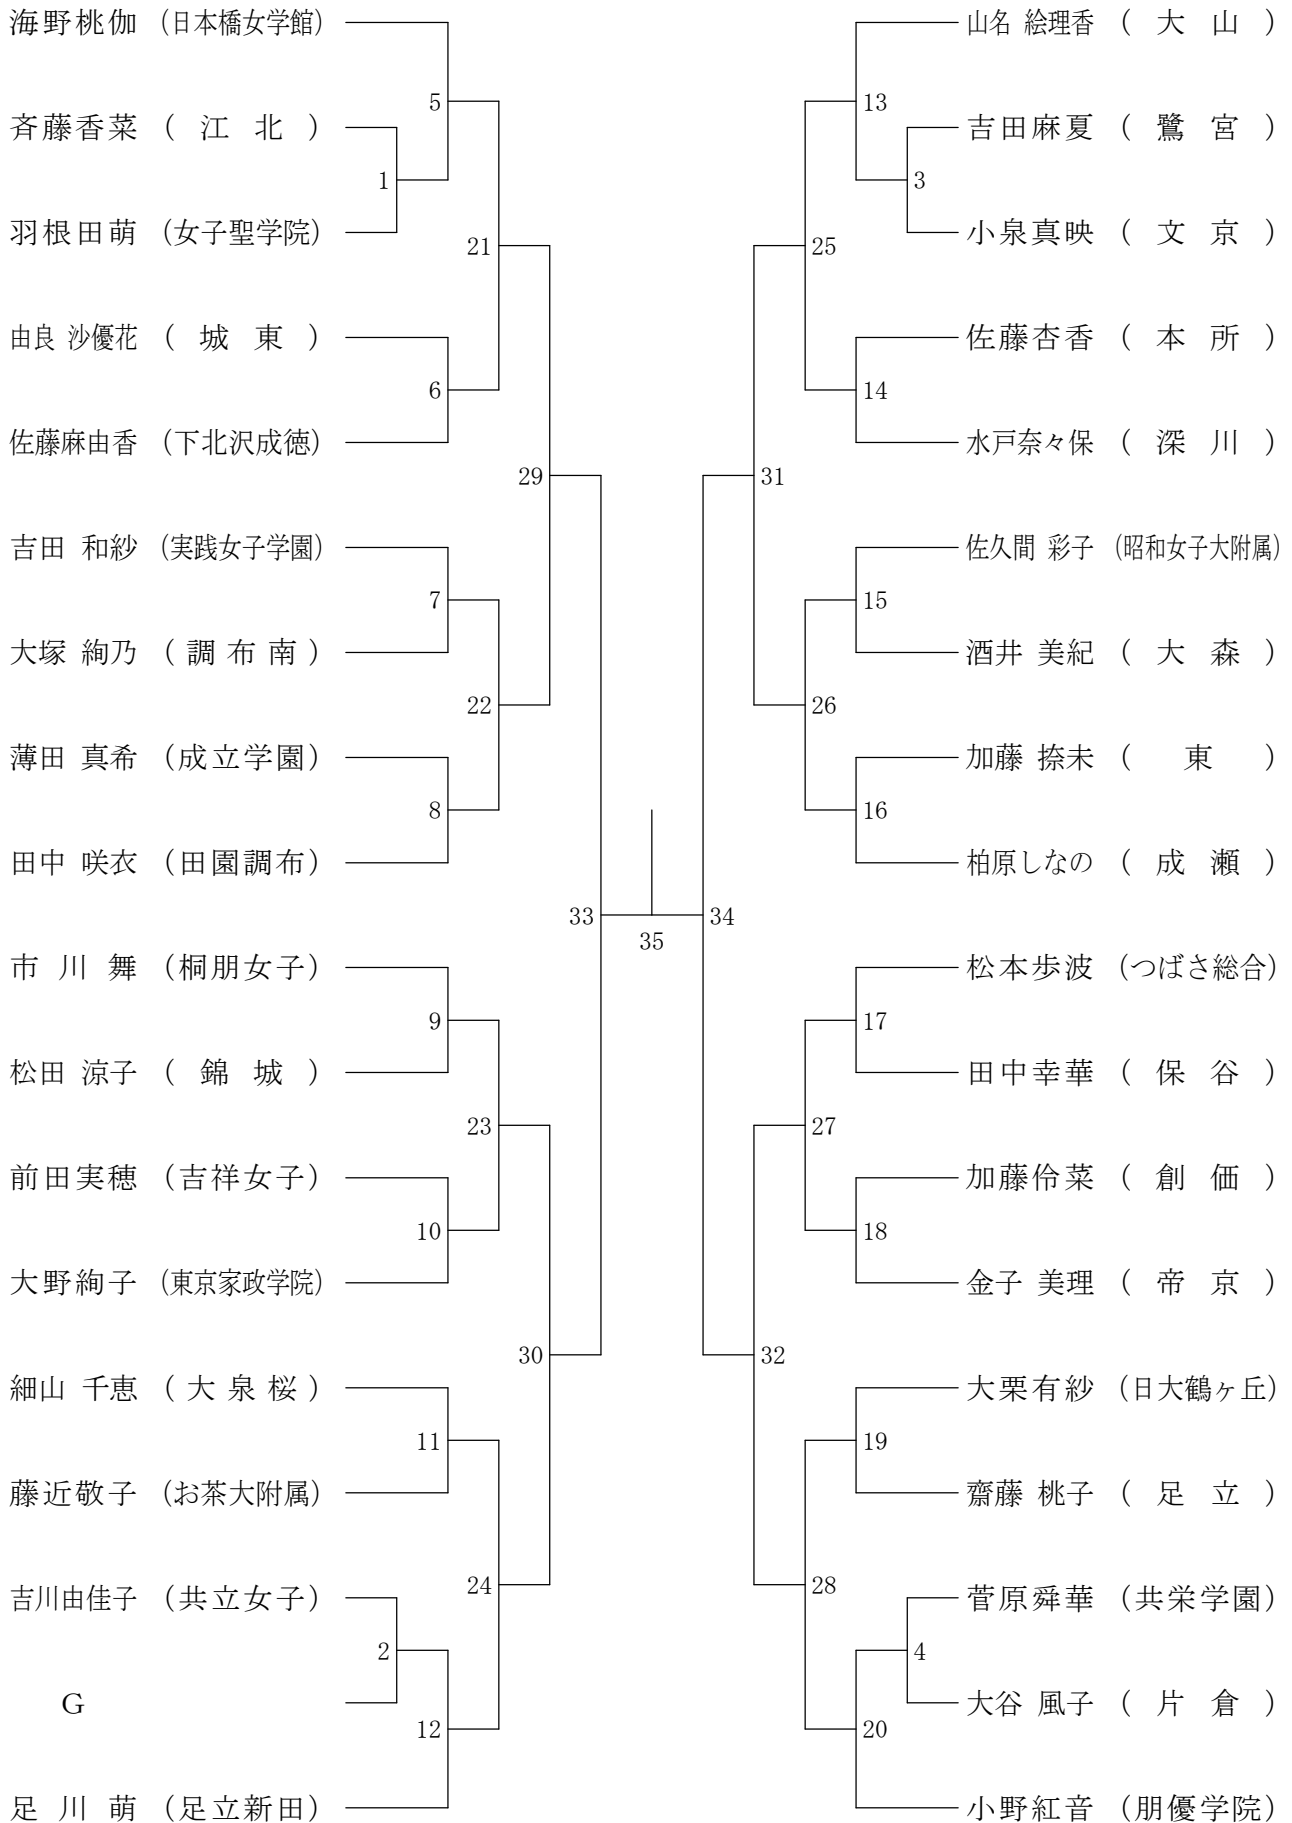 海野桃伽 (日本橋女学館)
5
斉藤香菜 ( 江 北 )
1
羽根田萌 (女子聖学院)
21
由良 沙優花 ( 城 東 )
6
佐藤麻由香 (下北沢成徳)
29
吉田 和紗 (実践女子学園)
7
大塚 絢乃 ( 調 布 南 )
22
薄田 真希 (成立学園)
8
田中 咲衣 (田園調布)
33
市 川 舞 (桐朋女子)
9
松田 涼子 ( 錦 城 )
23
前田実穂 (吉祥女子)
10
大野絢子 (東京家政学院)
30
細山 千恵 ( 大 泉 桜 )
11
藤近敬子 (お茶大附属)
24
吉川由佳子 (共立女子)
2
G
12
足 川 萌 (足立新田)
35
山名 絵理香 ( 大 山 )
13
吉田麻夏 ( 鷺 宮 )
3
小泉真映 ( 文 京 )
25
佐藤杏香 ( 本 所 )
14
水戸奈々保 ( 深 川 )
31
佐久間 彩子 (昭和女子大附属)
15
酒井 美紀 ( 大 森 )
26
加藤 捺未 ( 東 )
16
柏原しなの ( 成 瀬 )
34
松本歩波 (つばさ総合)
17
田中幸華 ( 保 谷 )
27
加藤伶菜 ( 創 価 )
18
金子 美理 ( 帝 京 )
32
大栗有紗 (日大鶴ヶ丘)
19
齋藤 桃子 ( 足 立 )
28
菅原舜華 (共栄学園)
4
大谷 風子 ( 片 倉 )
20
小野紅音 (朋優学院)